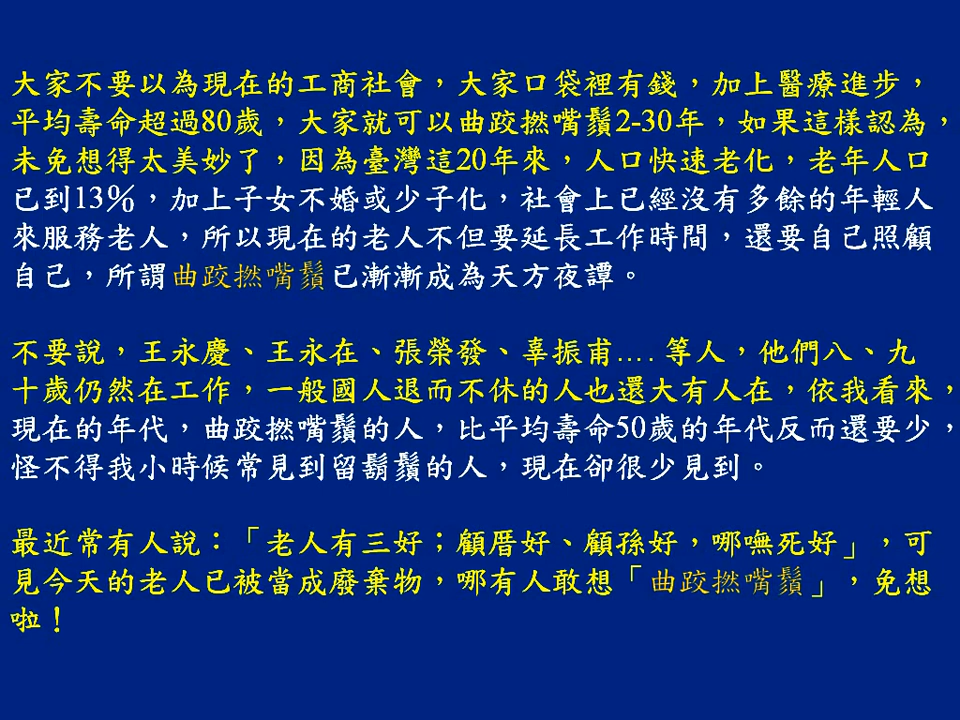 大家不要以為現在的工商社會，大家口袋裡有錢，加上醫療進步，
平均壽命超過80歲，大家就可以曲跤撚嘴鬚2-30年，如果這樣認為，
未免想得太美妙了，因為臺灣這20年來，人口快速老化，老年人口
已到13%，加上子女不婚或少子化，社會上已經沒有多餘的年輕人
來服務老人，所以現在的老人不但要延長工作時間，還要自己照顧
自己，所謂曲跤撚嘴鬚已漸漸成為天方夜譚。
不要說，王永慶、王永在、張榮發、辜振甫....等人，他們八、九
十歲仍然在工作，一般國人退而不休的人也還大有人在，依我看來，
現在的年代，曲跤撚嘴鬚的人，比平均壽命50歲的年代反而還要少，
怪不得我小時候常見到留鬍鬚的人，現在卻很少見到。
最近常有人說：「老人有三好；顧厝好、顧孫好，哪嘸死好」，可
見今天的老人已被當成廢棄物，哪有人敢想「曲跤撚嘴鬚」，免想
啦！